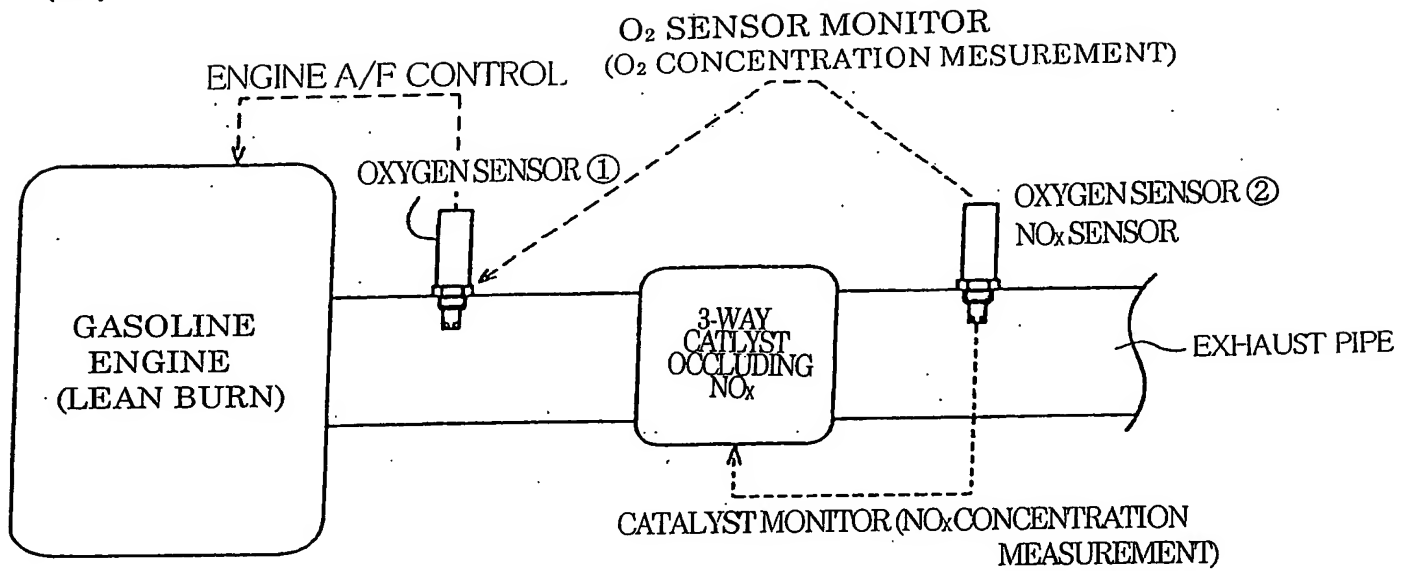 O₂ SENSOR MONITOR
(O₂ CONCENTRATION MESUREMENT)
ENGINE A/F CONTROL
OXYGEN SENSOR ①
OXYGEN SENSOR ②
NOx SENSOR
GASOLINE
ENGINE
(LEAN BURN)
3-WAY
CATLYST
OCCLUDING
NOx
EXHAUST PIPE
CATALYST MONITOR (NOx CONCENTRATION
MEASUREMENT)